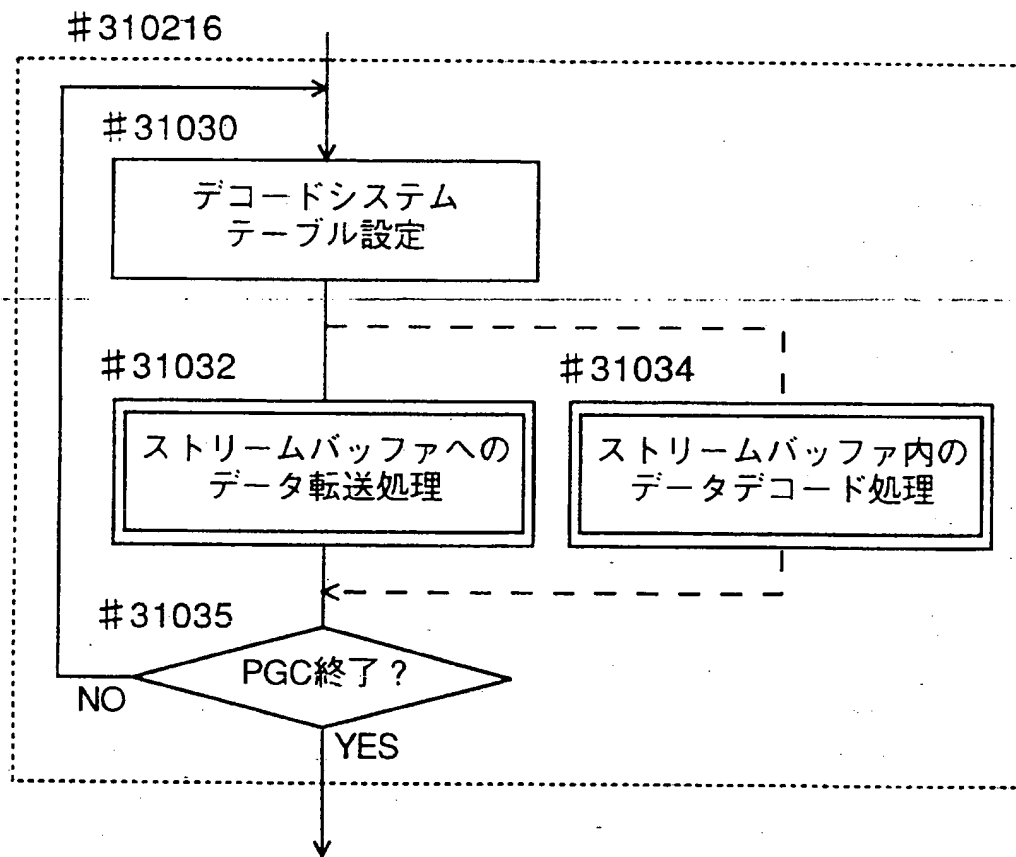 #310216
#31030
デコードシステム
テーブル設定
#31032
#31034
ストリームバッファへの
データ転送処理
ストリームバッファ内の
データデコード処理
#31035
PGC終了?
NO
YES